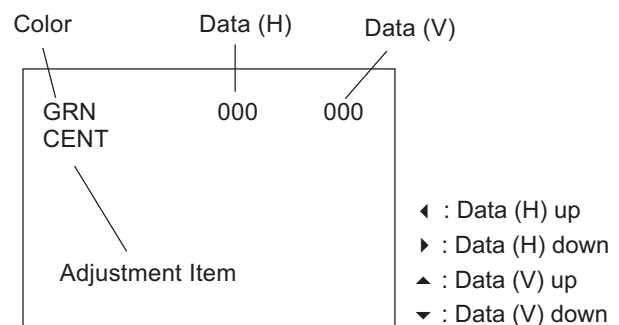 Color Data (H) Data (V)
GRN 000 000
CENT
Adjustment Item
: Data (H) up
: Data (H) down
: Data (V) up
: Data (V) down